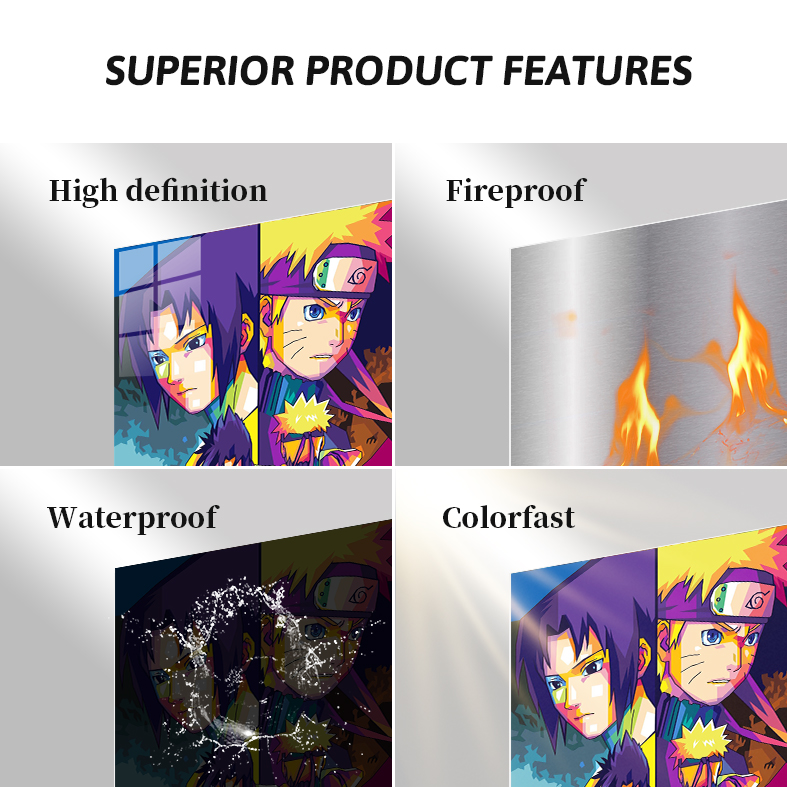 SUPERIOR PRODUCT FEATURES
High definition
Fireproof
Waterproof
Colorfast